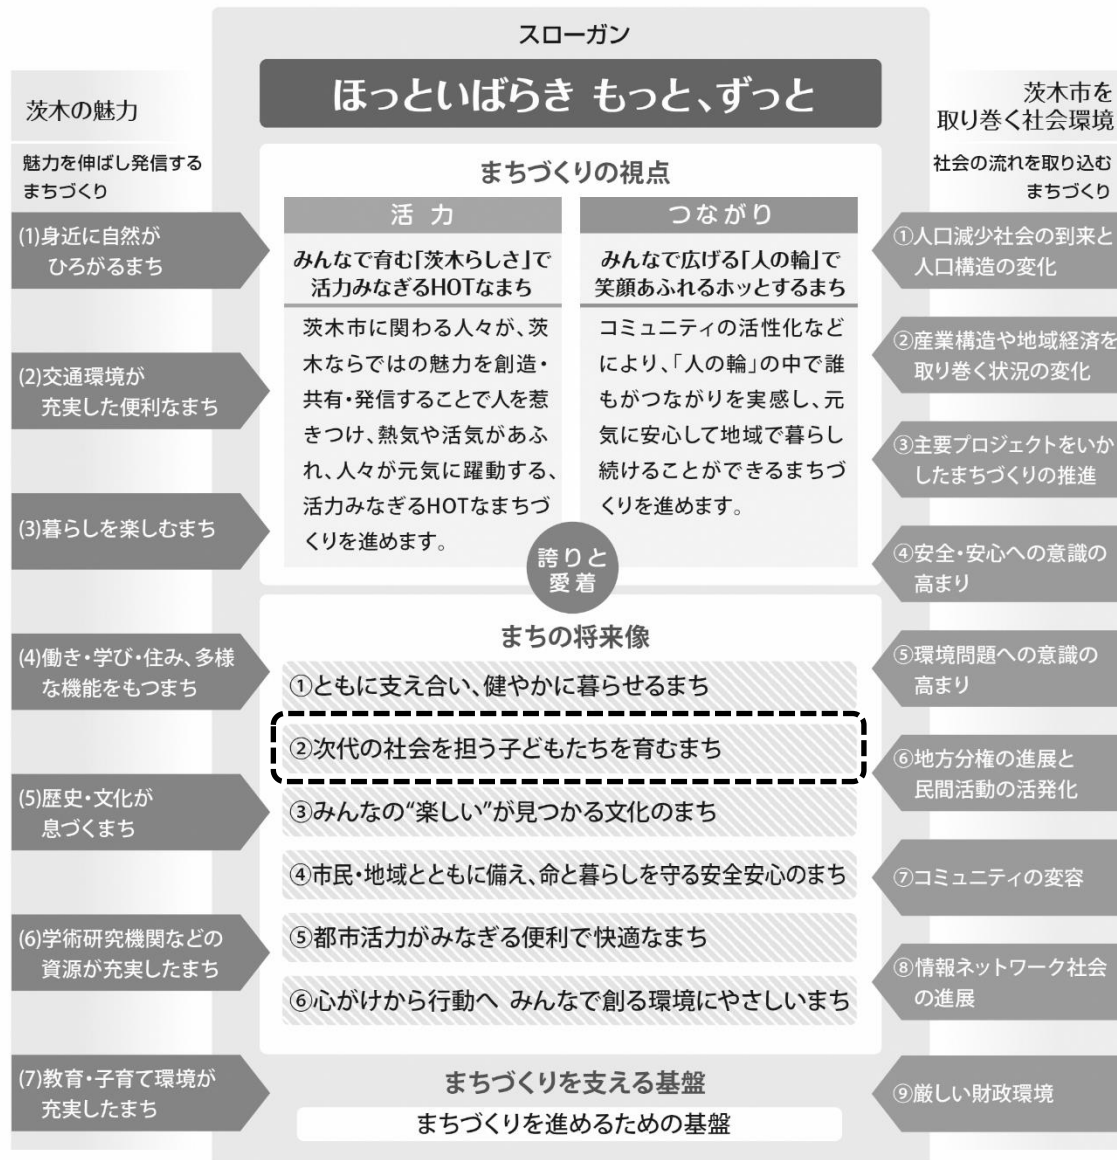 スローガン
ほっといばらき もっと、ずっと
茨木の魅力
魅力を伸ばし発信する
まちづくり
(1)身近に自然が
ひろがるまち
(2)交通環境が
充実した便利なまち
(3)暮らしを楽しむまち
(4)働き・学び・住み、多様
な機能をもつまち
(5)歴史・文化が
息づくまち
(6)学術研究機関などの
資源が充実したまち
(7)教育・子育て環境が
充実したまち
まちづくりの視点
活力
みんなで育む「茨木らしさ」で
活力みなぎるHOTなまち
茨木市に関わる人々が、茨
木ならではの魅力を創造・
共有・発信することで人を惹
きつけ、熱気や活気があふ
れ、人々が元気に躍動する、
活力みなぎるHOTなまちづ
くりを進めます。
つながり
みんなで広げる「人の輪」で
笑顔あふれるホッとするまち
コミュニティの活性化など
により、「人の輪」の中で誰
もがつながりを実感し、元
気に安心して地域で暮らし
続けることができるまちづ
くりを進めます。
誇りと
愛着
まちの将来像
①ともに支え合い、健やかに暮らせるまち
②次代の社会を担う子どもたちを育むまち
③みんなの“楽しい”が見つかる文化のまち
④市民・地域とともに備え、命と暮らしを守る安全安心のまち
⑤都市活力がみなぎる便利で快適なまち
⑥心がけから行動へ みんなで創る環境にやさしいまち
まちづくりを支える基盤
まちづくりを進めるための基盤
茨木市を
取り巻く社会環境
社会の流れを取り込む
まちづくり
①人口減少社会の到来と
人口構造の変化
②産業構造や地域経済を
取り巻く状況の変化
③主要プロジェクトをいか
したまちづくりの推進
④安全・安心への意識の
高まり
⑤環境問題への意識の
高まり
⑥地方分権の進展と
民間活動の活発化
⑦コミュニティの変容
⑧情報ネットワーク社会
の進展
⑨厳しい財政環境